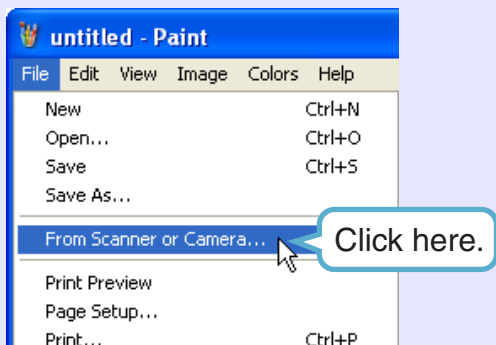 untitled - Paint
File Edit View Image Colors Help
New Ctrl+N
Open... Ctrl+O
Save Ctrl+S
Save As...
From Scanner or Camera...
Click here.
Print Preview
Page Setup...
Print... Ctrl+P